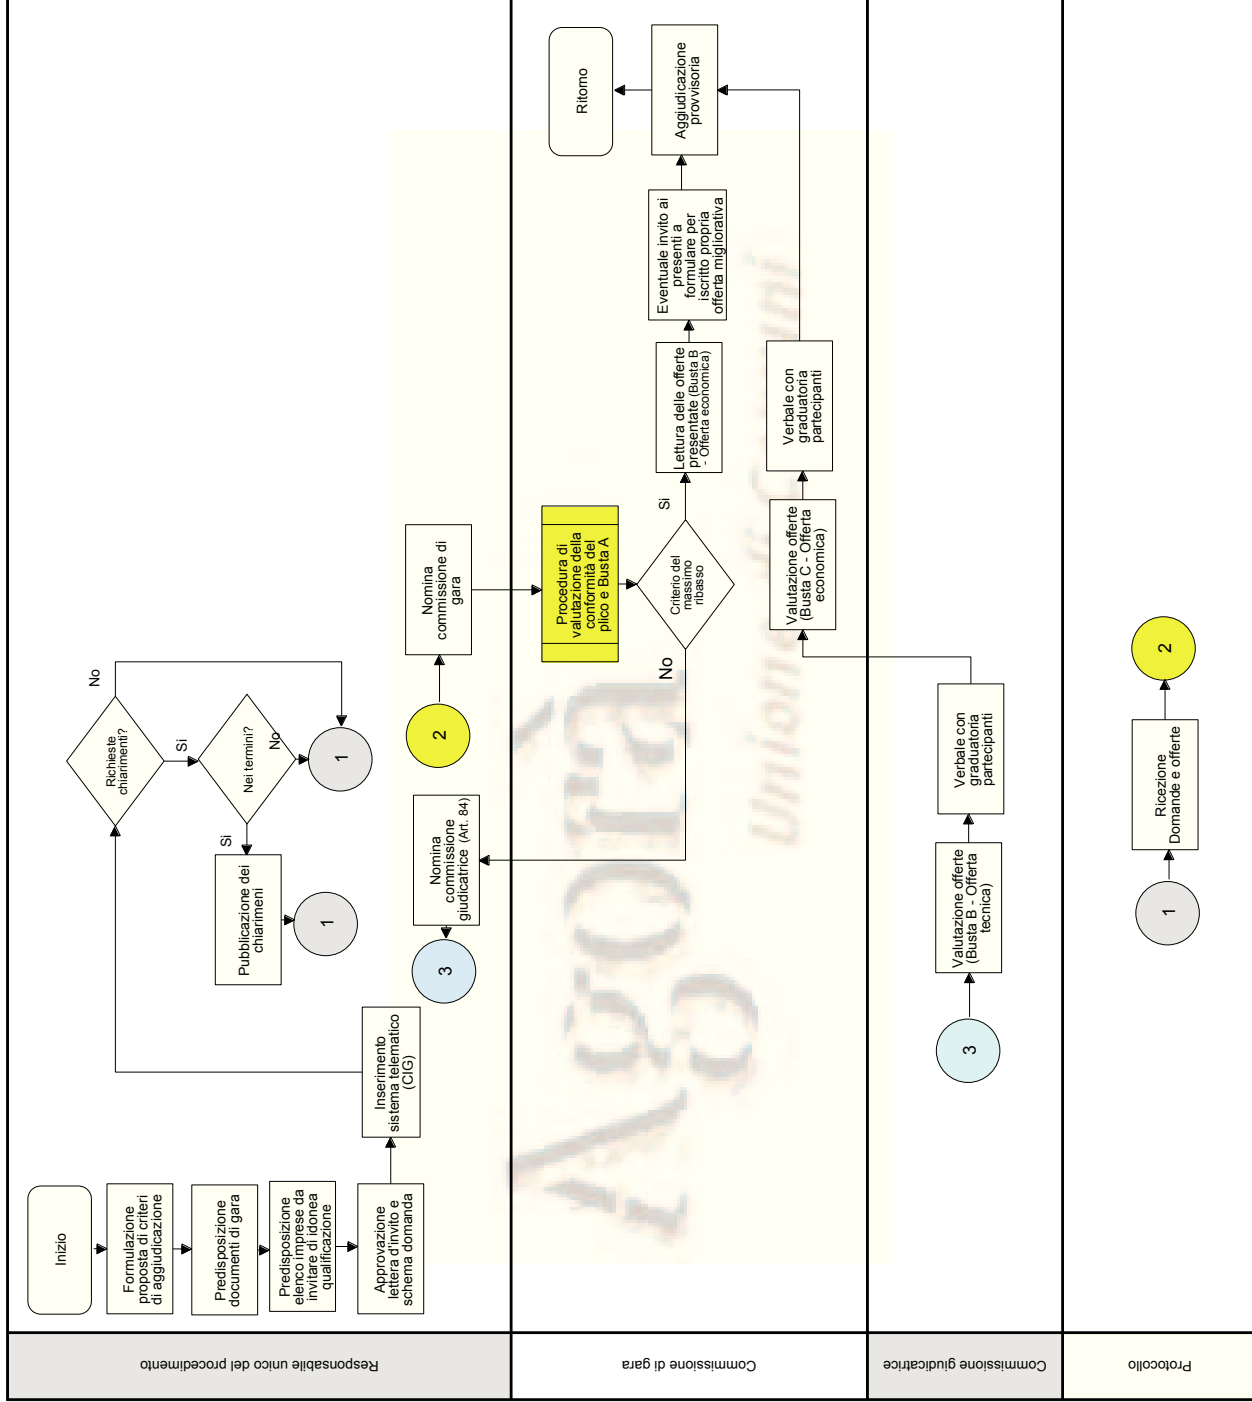 Responsabile unico del procedimento
Inizio
Formulazione
proposta di criteri
di aggiudicazione
Predisposizione
documenti di gara
Predisposizione
elenco imprese da
invitare di idonea
qualificazione
Approvazione
lettera d'invito e
schema domanda
Inserimento
sistema telematico
(CIG)
Richieste
chiarimenti?
No
Si
Nei termini?
No
Si
1
Pubblicazione dei
chiarimeni
1
2
Nomina
commissione di
gara
Nomina
commissione
giudicatrice (Art. 84)
3
Commissione di gara
Procedura di
valutazione della
conformità del
plico e Busta A
Criterio del
massimo
ribasso
No
Si
Lettura delle offerte
presentate (Busta B
- Offerta economica)
Eventuale invito ai
presenti a
formulare per
iscritto propria
offerta migliorativa
Aggiudicazione
provvisoria
Ritorno
Valutazione offerte
(Busta C - Offerta
economica)
Verbale con
graduatoria
partecipanti
Commissione giudicatrice
3
Valutazione offerte
(Busta B - Offerta
tecnica)
Verbale con
graduatoria
partecipanti
Protocollo
1
Ricezione
Domande e offerte
2
Agorà
Unione di Comuni